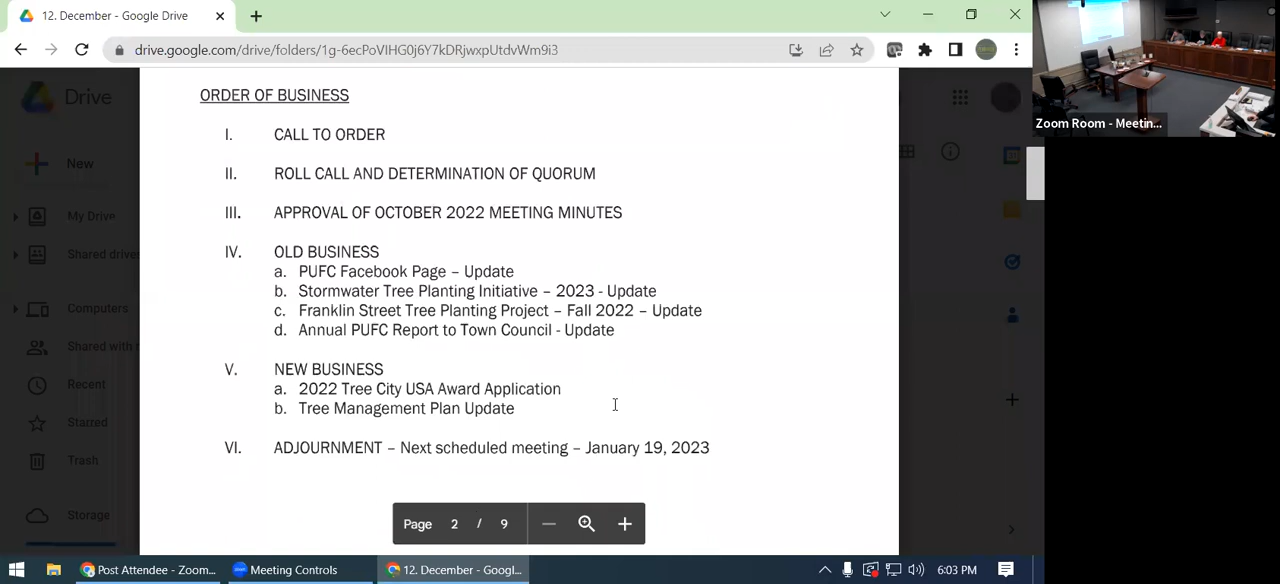 12. December - Google Drive
drive.google.com/drive/folders/1g-6ecPoVIHG0j6Y7kDRjwxpUtdvWm9i3
Zoom Room - Meetin...
Drive
New
My Drive
Shared drives
Computers
Shared with
Recent
Starred
Trash
Storage
ORDER OF BUSINESS
I. CALL TO ORDER
II. ROLL CALL AND DETERMINATION OF QUORUM
III. APPROVAL OF OCTOBER 2022 MEETING MINUTES
IV. OLD BUSINESS
a. PUFC Facebook Page – Update
b. Stormwater Tree Planting Initiative – 2023 - Update
c. Franklin Street Tree Planting Project – Fall 2022 – Update
d. Annual PUFC Report to Town Council - Update
V. NEW BUSINESS
a. 2022 Tree City USA Award Application
b. Tree Management Plan Update
VI. ADJOURNMENT – Next scheduled meeting – January 19, 2023
Page 2 / 9
Post Attendee - Zoom...
Meeting Controls
12. December - Googl...
6:03 PM